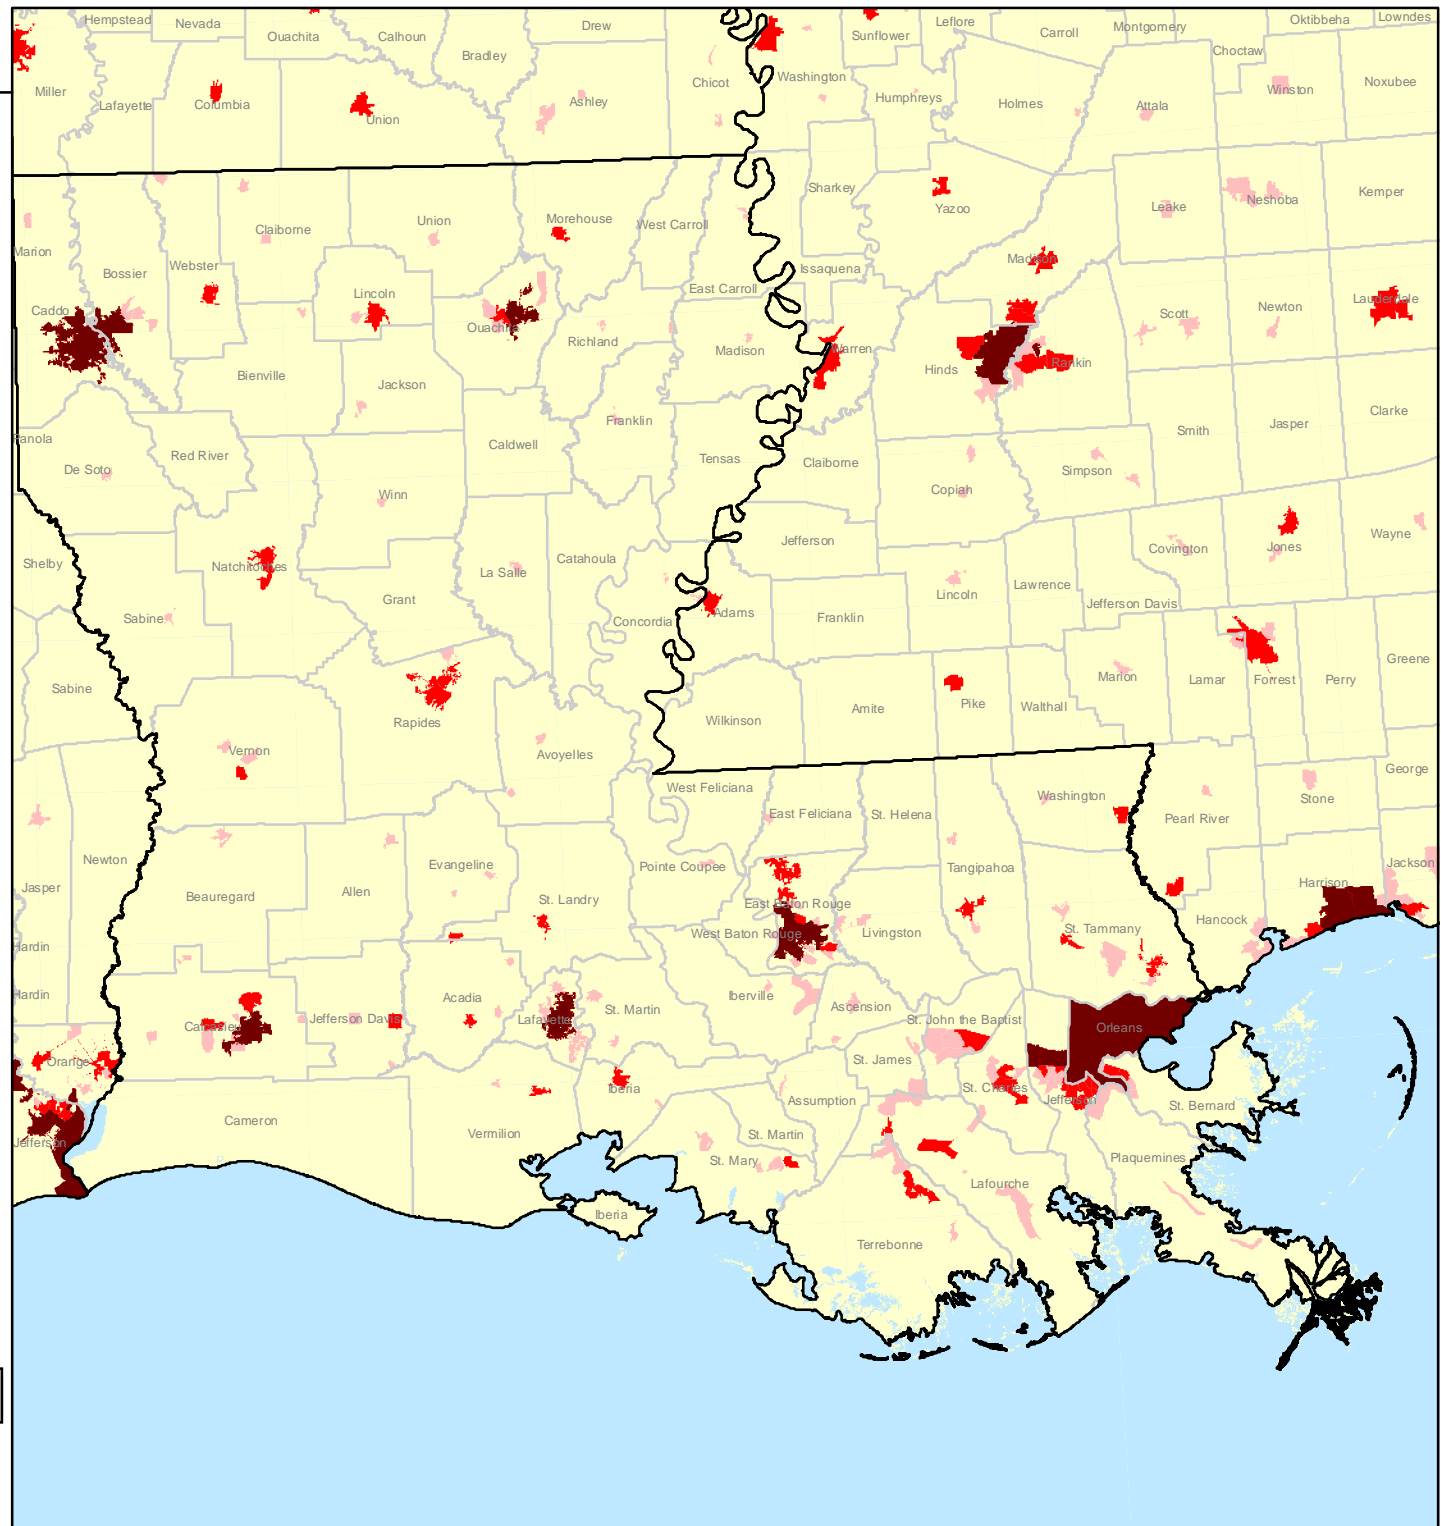 Hempstead
Nevada
Ouachita
Calhoun
Bradley
Drew
Sunflower
Leflore
Carroll
Montgomery
Oktibbeha
Lowndes
Choctaw
Miller
Lafayette
Columbia
Union
Ashley
Chicot
Washington
Humphreys
Holmes
Attala
Winston
Noxubee
Sharkey
Yazoo
Leake
Neshoba
Kemper
Marion
Bossier
Webster
Claiborne
Union
Morehouse
West Carroll
East Carroll
Issaquena
Madison
Caddo
Lincoln
Ouachita
Richland
Madison
Warren
Hinds
Rankin
Scott
Newton
Lauderdale
Bienville
Jackson
Franklin
Smith
Jasper
Clarke
Panola
De Soto
Red River
Winn
Caldwell
Tensas
Claiborne
Copiah
Simpson
Shelby
Natchitoches
Grant
La Salle
Catahoula
Jefferson
Covington
Jones
Wayne
Sabine
Concordia
Adams
Franklin
Lincoln
Lawrence
Jefferson Davis
Sabine
Rapides
Wilkinson
Amite
Pike
Walthall
Marion
Lamar
Forrest
Perry
Greene
Vernon
Avoyelles
West Feliciana
East Feliciana
St. Helena
Washington
Pearl River
Stone
George
Newton
Jasper
Beauregard
Allen
Evangeline
St. Landry
Pointe Coupee
East Baton Rouge
West Baton Rouge
Tangipahoa
Livingston
St. Tammany
Hancock
Harrison
Jackson
Hardin
Hardin
Calcasieu
Jefferson Davis
Acadia
Lafayette
St. Martin
Iberville
Ascension
St. John the Baptist
Orleans
Orange
St. James
St. Charles
Jefferson
St. Bernard
Jefferson
Cameron
Vermilion
Iberia
Assumption
St. Martin
St. Mary
Plaquemines
Lafourche
Iberia
Terrebonne